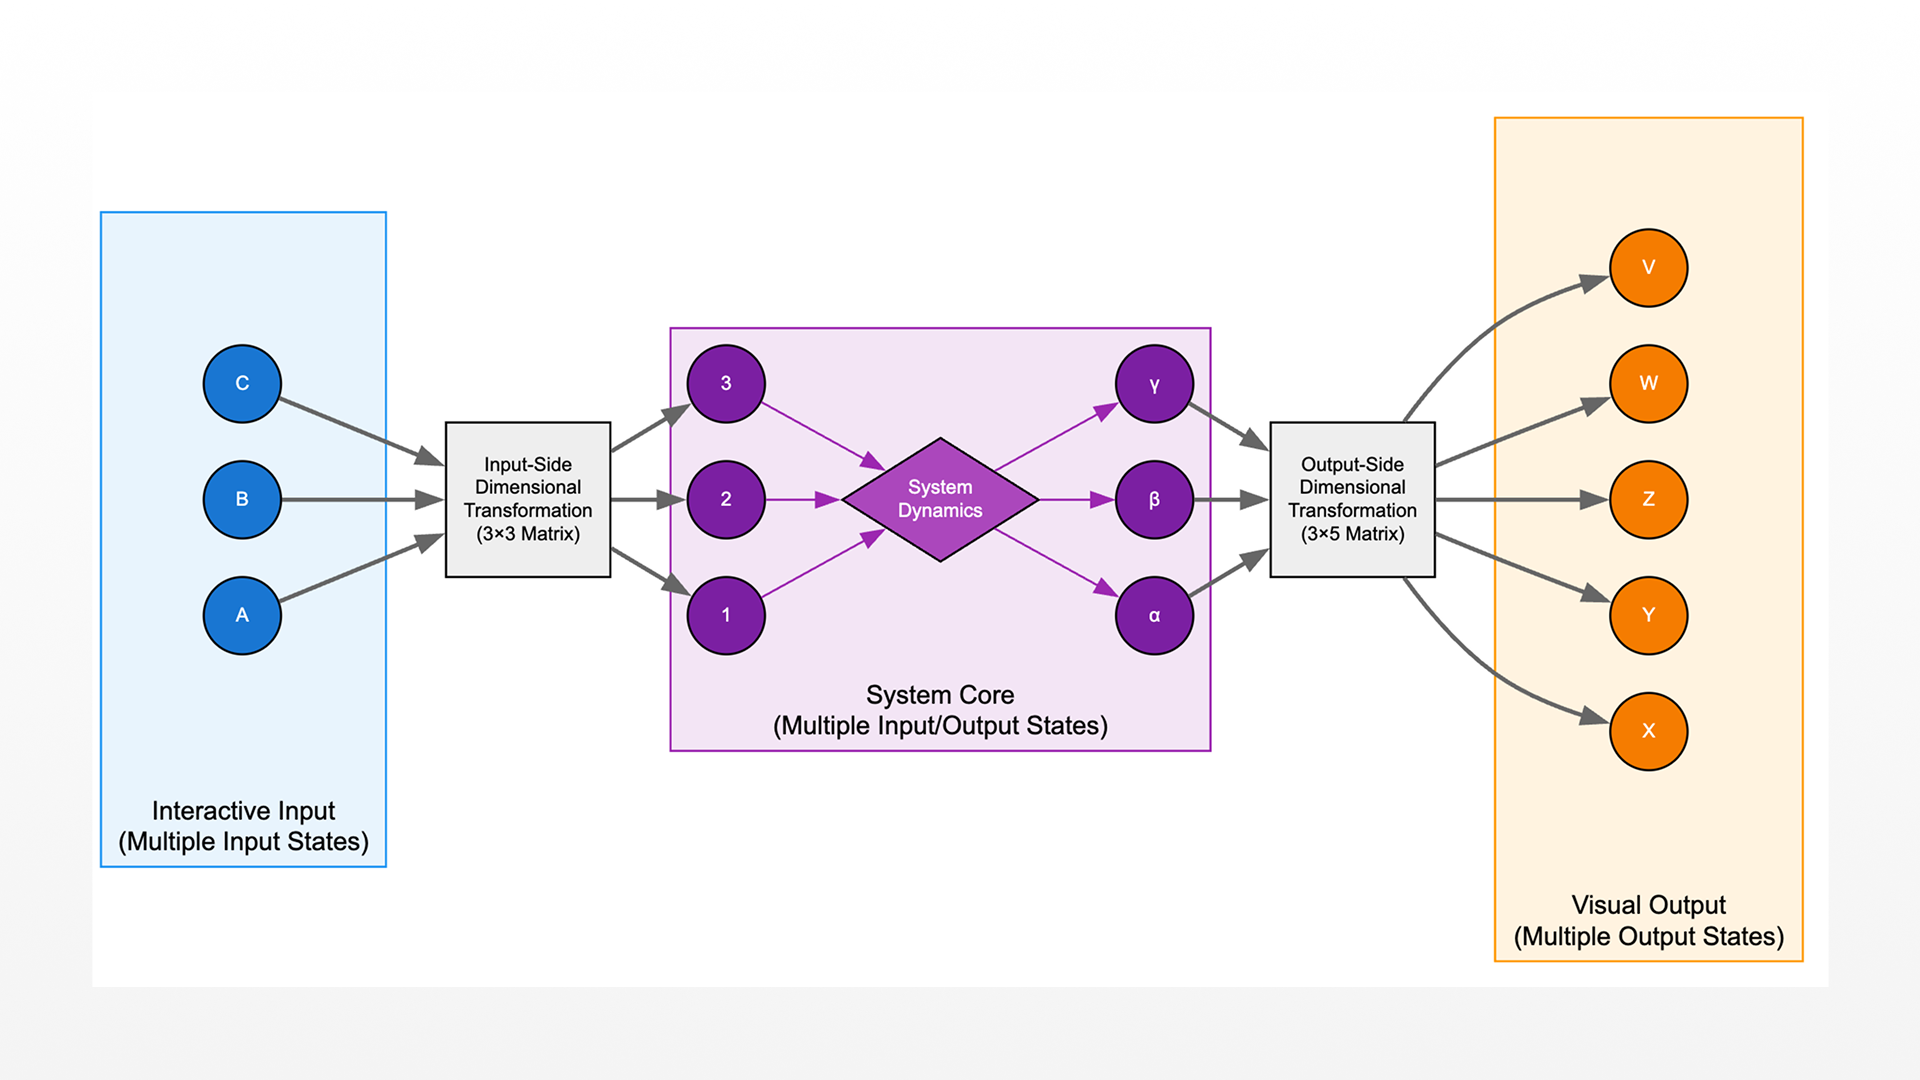 C
B
A
Interactive Input
(Multiple Input States)
Input-Side
Dimensional
Transformation
(3×3 Matrix)
3
2
1
System
Dynamics
γ
β
α
System Core
(Multiple Input/Output States)
Output-Side
Dimensional
Transformation
(3×5 Matrix)
V
W
Z
Y
X
Visual Output
(Multiple Output States)